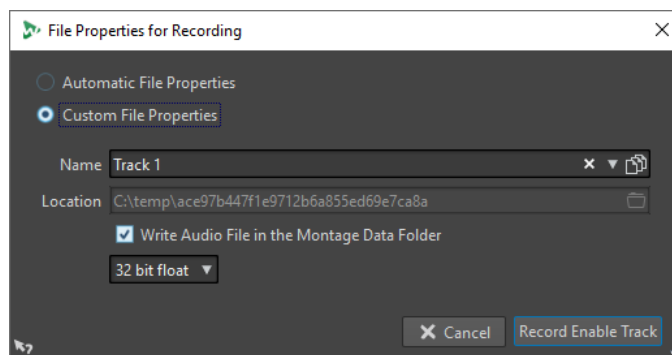 File Properties for Recording
Automatic File Properties
Custom File Properties
Name Track 1
Location C:\temp\ace97b447f1e9712b6a855ed69e7ca8a
Write Audio File in the Montage Data Folder
32 bit float
Cancel Record Enable Track